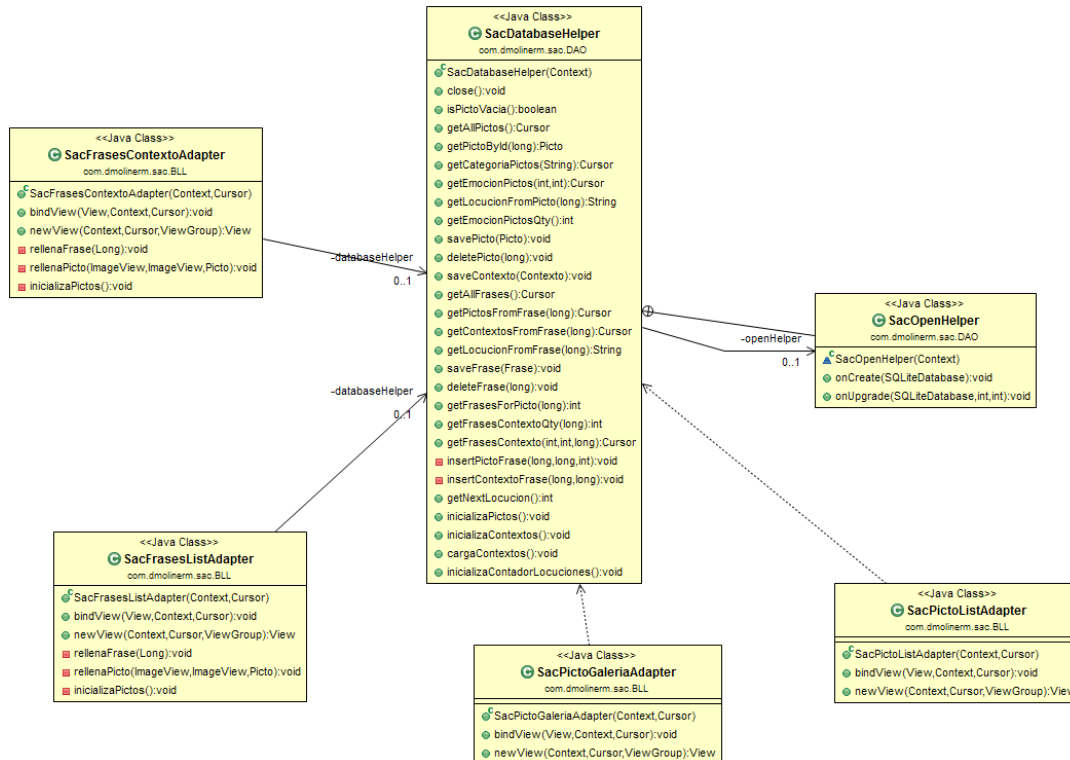 <<Java Class>>
SacDatabaseHelper
com.dmolinerm.sac.DAO
SacDatabaseHelper(Context)
close():void
isPictoVacia():boolean
getAllPictos():Cursor
getPictoById(long):Picto
getCategoriaPictos(String):Cursor
getEmocionPictos(int,int):Cursor
getLocucionFromPicto(long):String
getEmocionPictosQty():int
savePicto(Picto):void
deletePicto(long):void
saveContexto(Contexto):void
getAllFrases():Cursor
getPictosFromFrase(long):Cursor
getContextosFromFrase(long):Cursor
getLocucionFromFrase(long):String
saveFrase(Frase):void
deleteFrase(long):void
getFrasesForPicto(long):int
getFrasesContextoQty(long):int
getFrasesContexto(int,int,long):Cursor
insertPictoFrase(long,long,int):void
insertContextoFrase(long,long):void
getNextLocucion():int
inicializaPictos():void
inicializaContextos():void
cargaContextos():void
inicializaContadorLocuciones():void
<<Java Class>>
SacFrasesContextoAdapter
com.dmolinerm.sac.BLL
SacFrasesContextoAdapter(Context,Cursor)
bindView(View,Context,Cursor):void
newView(Context,Cursor,ViewGroup):View
rellenaFrase(Long):void
rellenaPicto(ImageView,ImageView,Picto):void
inicializaPictos():void
-databaseHelper
0..1
<<Java Class>>
SacOpenHelper
com.dmolinerm.sac.DAO
SacOpenHelper(Context)
onCreate(SQLiteDatabase):void
onUpgrade(SQLiteDatabase,int,int):void
-openHelper
0..1
-databaseHelper
0..1
<<Java Class>>
SacFrasesListAdapter
com.dmolinerm.sac.BLL
SacFrasesListAdapter(Context,Cursor)
bindView(View,Context,Cursor):void
newView(Context,Cursor,ViewGroup):View
rellenaFrase(Long):void
rellenaPicto(ImageView,ImageView,Picto):void
inicializaPictos():void
<<Java Class>>
SacPictoGaleriaAdapter
com.dmolinerm.sac.BLL
SacPictoGaleriaAdapter(Context,Cursor)
bindView(View,Context,Cursor):void
newView(Context,Cursor,ViewGroup):View
<<Java Class>>
SacPictoListAdapter
com.dmolinerm.sac.BLL
SacPictoListAdapter(Context,Cursor)
bindView(View,Context,Cursor):void
newView(Context,Cursor,ViewGroup):View